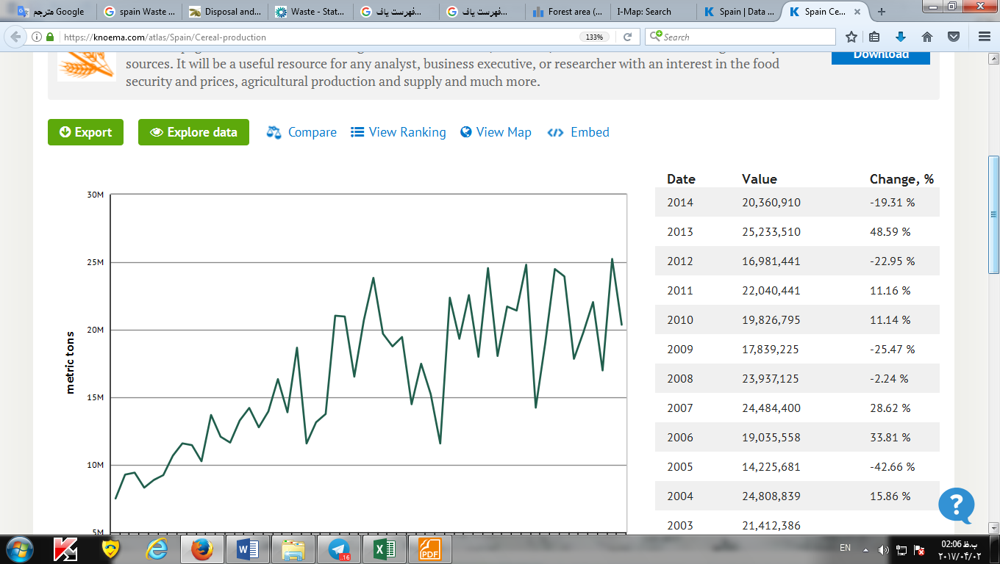 مترجم Google
spain Waste ...
Disposal and...
Waste - Stat...
فهرست یاف...
فهرست یاف...
Forest area (...
I-Map: Search
Spain | Data ...
Spain Ce...
https://knoema.com/atlas/Spain/Cereal-production
133%
Search
sources. It will be a useful resource for any analyst, business executive, or researcher with an interest in the food
security and prices, agricultural production and supply and much more.
Download
Export
Explore data
Compare
View Ranking
View Map
Embed
30M
25M
20M
15M
10M
5M
metric tons
Date Value Change, %
2014 20,360,910 -19.31 %
2013 25,233,510 48.59 %
2012 16,981,441 -22.95 %
2011 22,040,441 11.16 %
2010 19,826,795 11.14 %
2009 17,839,225 -25.47 %
2008 23,937,125 -2.24 %
2007 24,484,400 28.62 %
2006 19,035,558 33.81 %
2005 14,225,681 -42.66 %
2004 24,808,839 15.86 %
2003 21,412,386
?
..16
PDF
EN
02:06 ب.ظ
۲۰۱۷/۰۴/۰۲